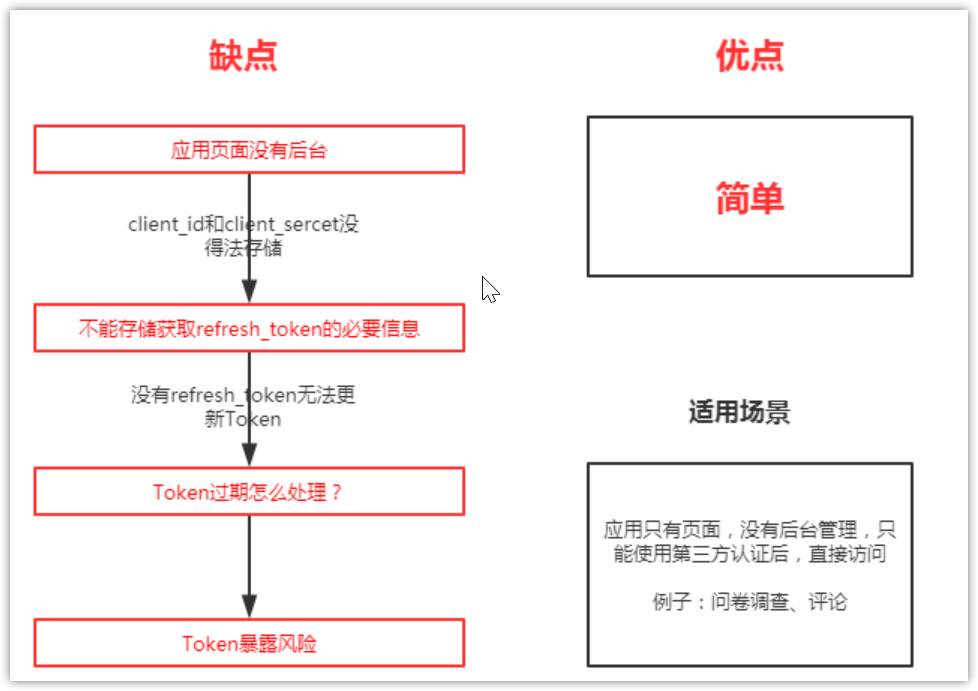 缺点
应用页面没有后台
client_id和client_sercet没
得法存储
不能存储获取refresh_token的必要信息
没有refresh_token无法更
新Token
Token过期怎么处理？
Token暴露风险
优点
简单
适用场景
应用只有页面，没有后台管理，只
能使用第三方认证后，直接访问
例子：问卷调查、评论